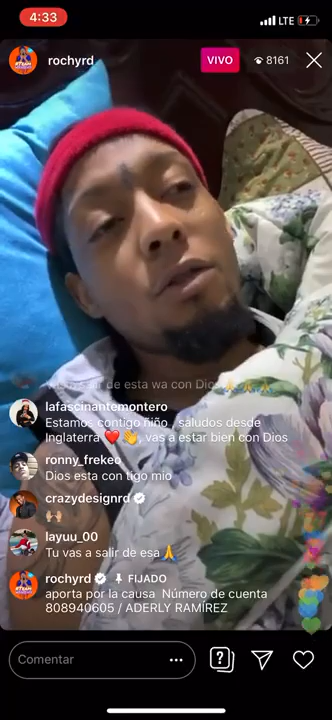 4:33
LTE
rochyrd
VIVO
8161
salir de esta wa con Dios 🙏🙏🙏
lafascinantemontero
Estamos contigo niño , saludos desde
Inglaterra ❤️👏, vas a estar bien con Dios
ronny_frekeo
Dios esta con tigo mio
crazydesignrd
🙌🏼
layuu_00
Tu vas a salir de esa 🙏
rochyrd FIJADO
aporta por la causa Número de cuenta
808940605 / ADERLY RAMÍREZ
Comentar